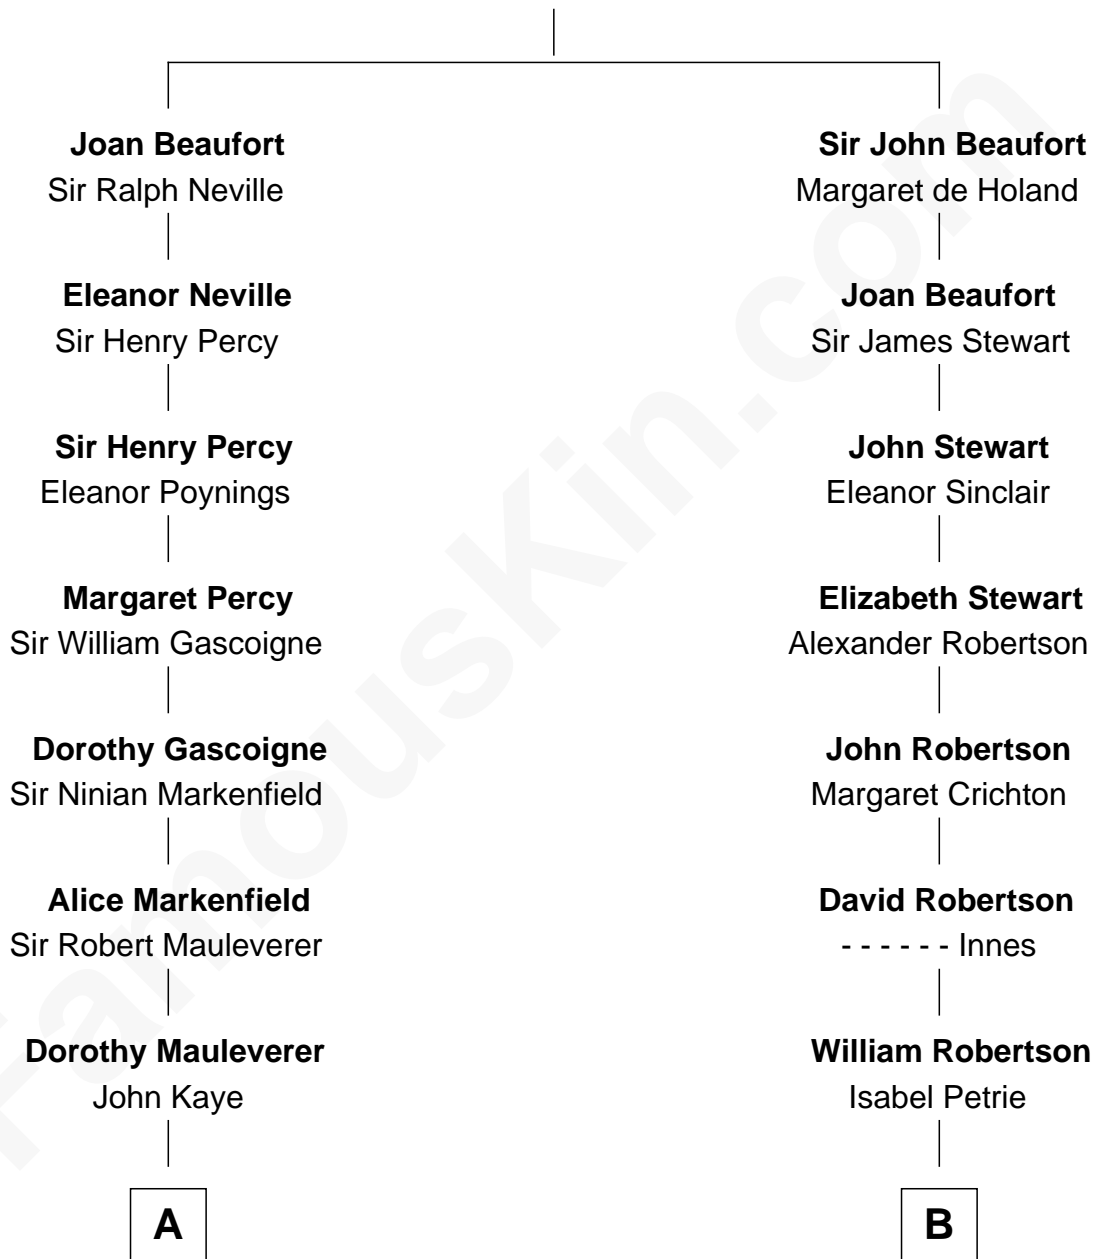 Joan Beaufort
Sir Ralph Neville
Eleanor Neville
Sir Henry Percy
Sir Henry Percy
Eleanor Poynings
Margaret Percy
Sir William Gascoigne
Dorothy Gascoigne
Sir Ninian Markenfield
Alice Markenfield
Sir Robert Mauleverer
Dorothy Mauleverer
John Kaye
A
Sir John Beaufort
Margaret de Holand
Joan Beaufort
Sir James Stewart
John Stewart
Eleanor Sinclair
Elizabeth Stewart
Alexander Robertson
John Robertson
Margaret Crichton
David Robertson
- - - - - - Innes
William Robertson
Isabel Petrie
B
FamousKin.com